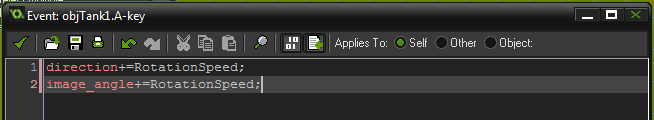 Event: objTank1.A-key
Applies To: Self Other Object:
1 direction+=RotationSpeed;
2 image_angle+=RotationSpeed;